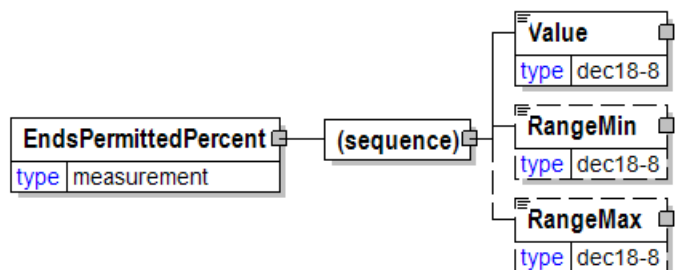 Value
type dec18-8
EndsPermittedPercent
type measurement
(sequence)
RangeMin
type dec18-8
RangeMax
type dec18-8